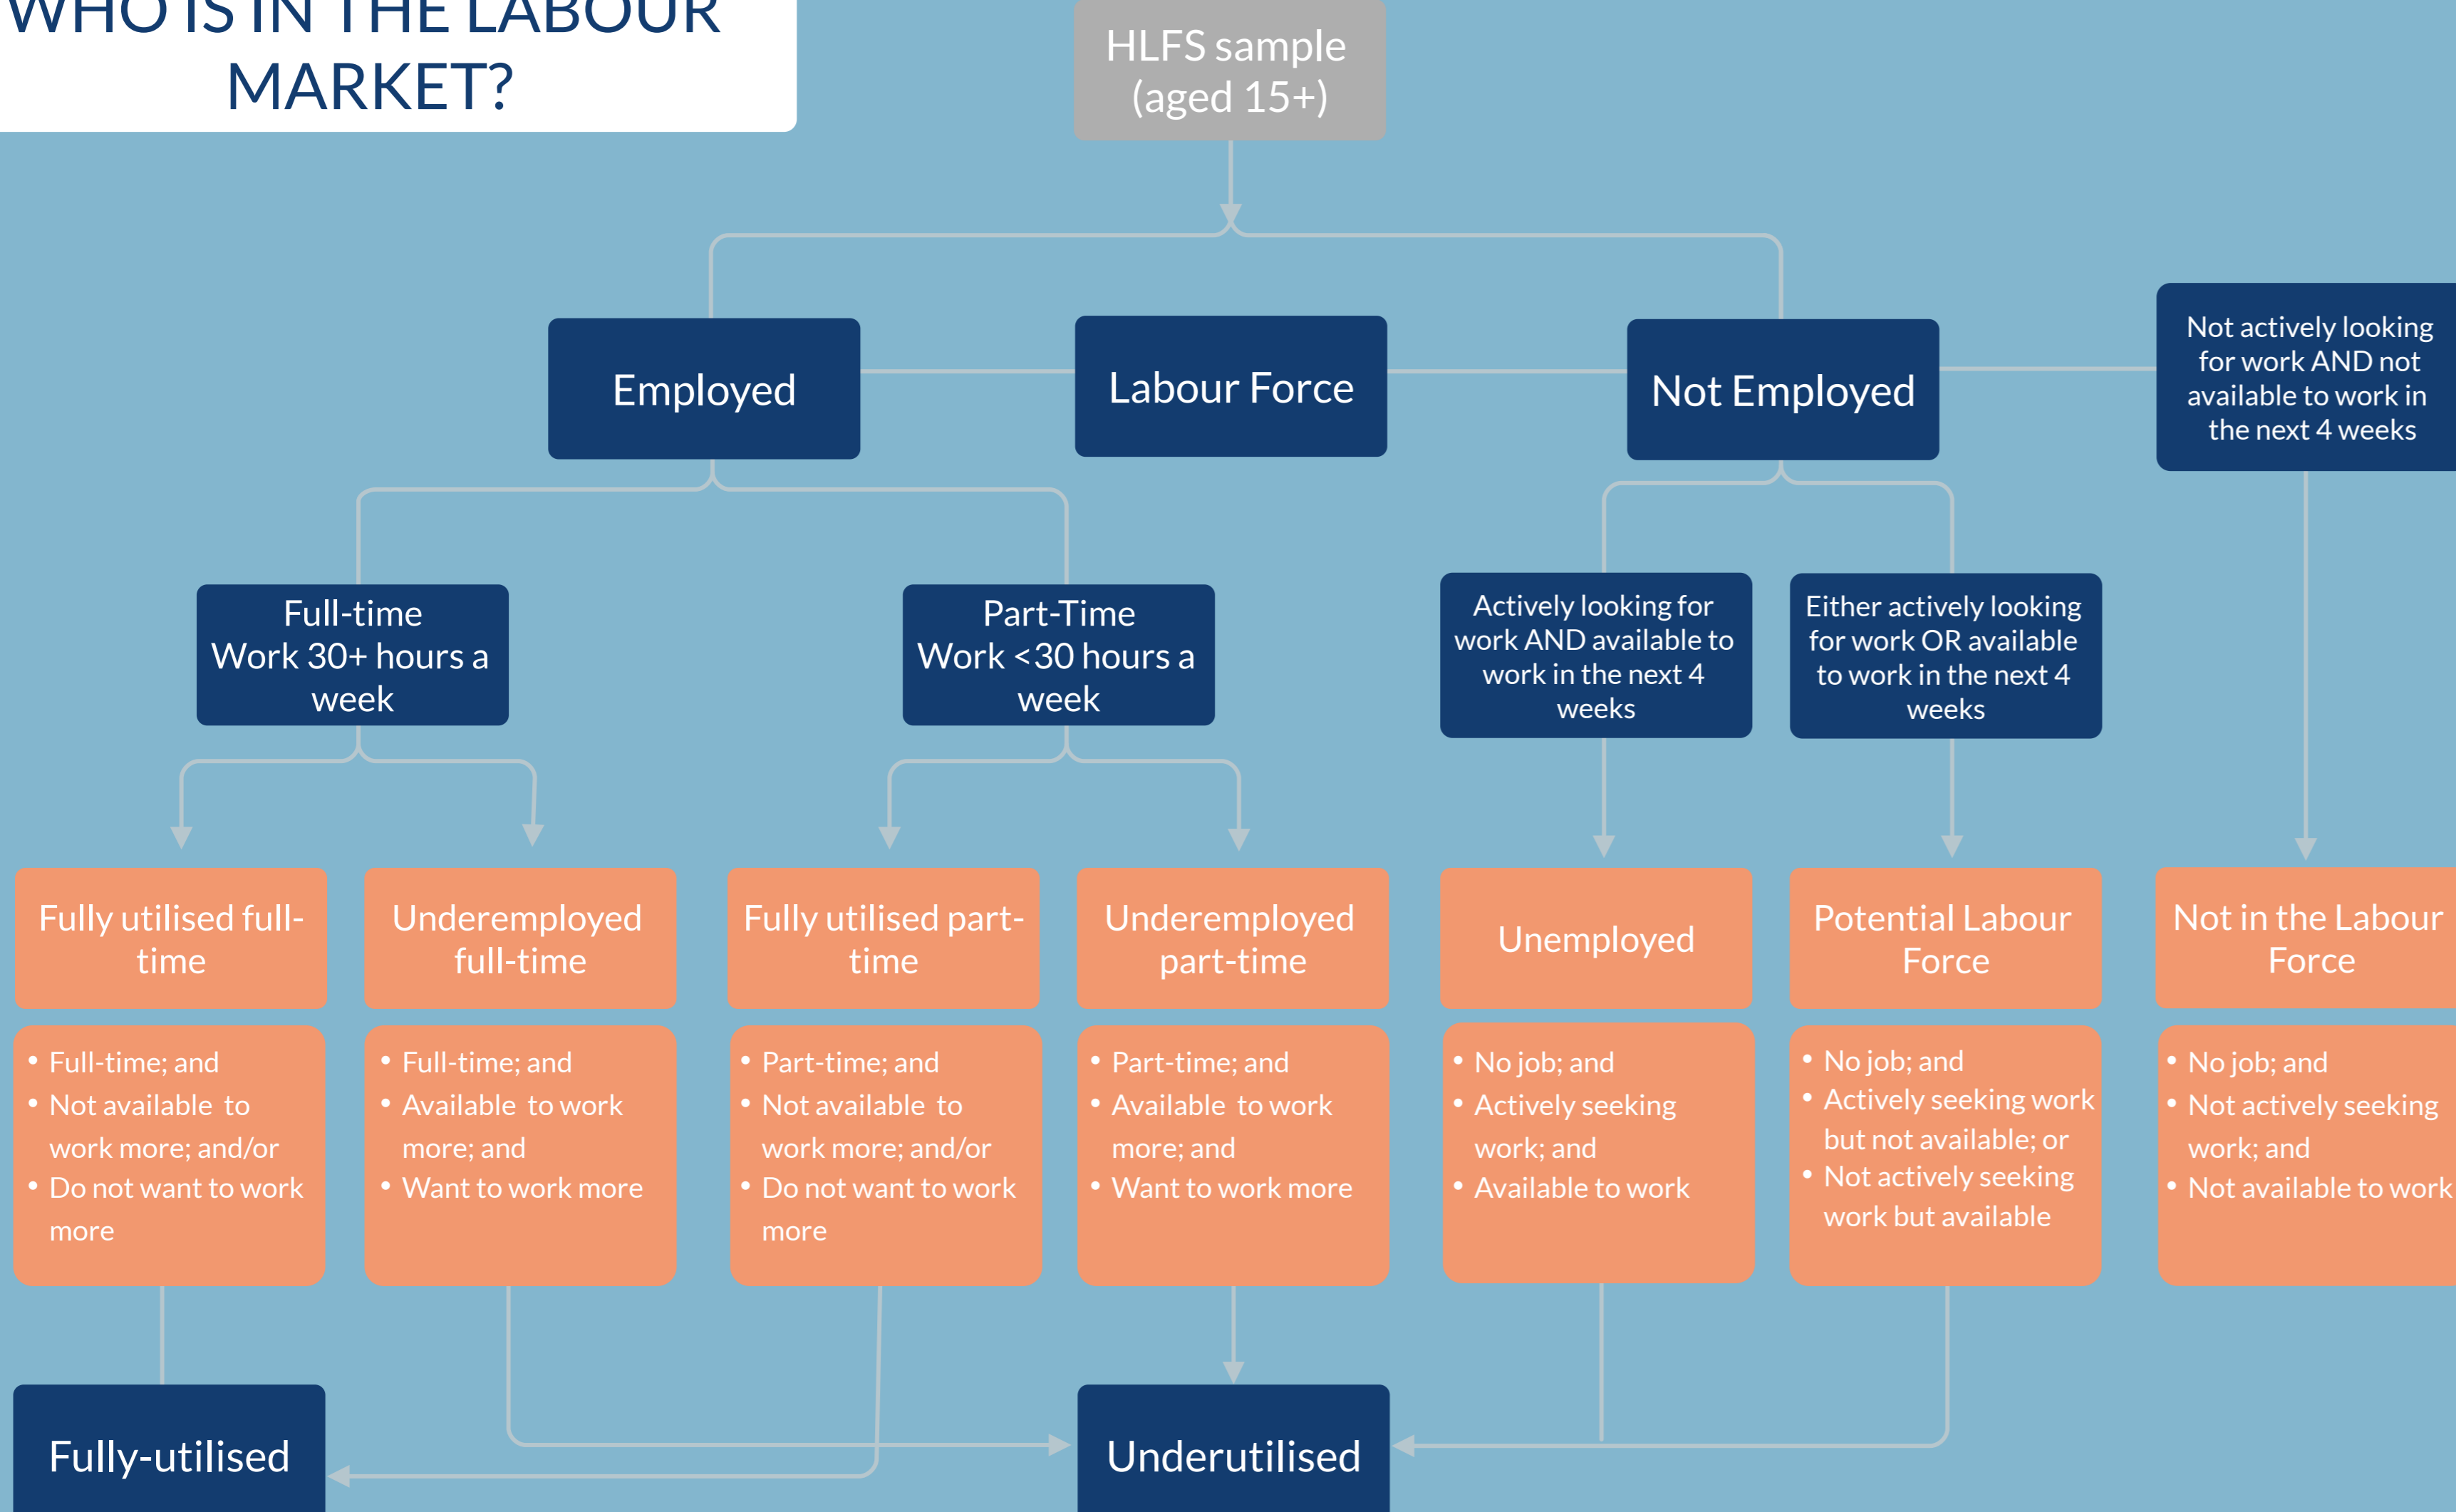 WHO IS IN THE LABOUR
MARKET?
HLFS sample
(aged 15+)
Employed
Labour Force
Not Employed
Not actively looking
for work AND not
available to work in
the next 4 weeks
Full-time
Work 30+ hours a
week
Part-Time
Work <30 hours a
week
Actively looking for
work AND available to
work in the next 4
weeks
Either actively looking
for work OR available
to work in the next 4
weeks
Fully utilised full-
time
Underemployed
full-time
Fully utilised part-
time
Underemployed
part-time
Unemployed
Potential Labour
Force
Not in the Labour
Force
• Full-time; and
• Not available to
work more; and/or
• Do not want to work
more
• Full-time; and
• Available to work
more; and
• Want to work more
• Part-time; and
• Not available to
work more; and/or
• Do not want to work
more
• Part-time; and
• Available to work
more; and
• Want to work more
• No job; and
• Actively seeking
work; and
• Available to work
• No job; and
• Actively seeking work
but not available; or
• Not actively seeking
work but available
• No job; and
• Not actively seeking
work; and
• Not available to work
Fully-utilised
Underutilised